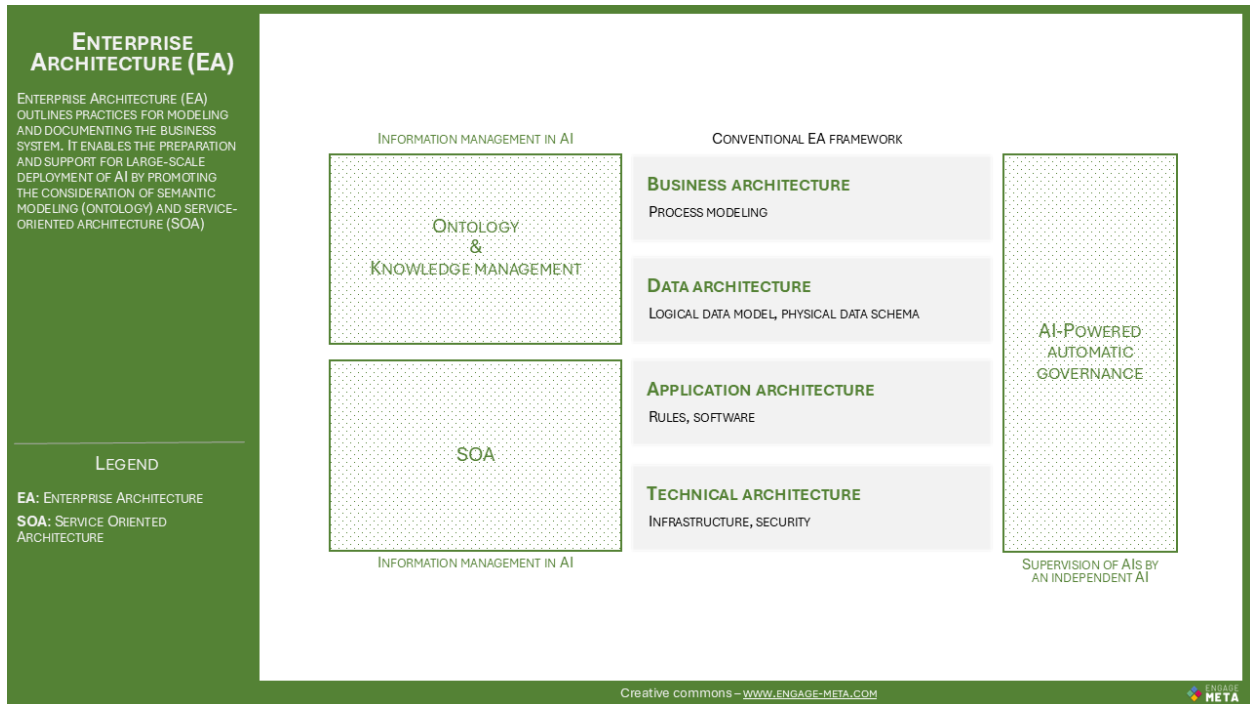 ENTERPRISE
ARCHITECTURE (EA)
ENTERPRISE ARCHITECTURE (EA)
OUTLINES PRACTICES FOR MODELING
AND DOCUMENTING THE BUSINESS
SYSTEM. IT ENABLES THE PREPARATION
AND SUPPORT FOR LARGE-SCALE
DEPLOYMENT OF AI BY PROMOTING
THE CONSIDERATION OF SEMANTIC
MODELING (ONTOLOGY) AND SERVICE-
ORIENTED ARCHITECTURE (SOA)
LEGEND
EA: ENTERPRISE ARCHITECTURE
SOA: SERVICE ORIENTED
ARCHITECTURE
INFORMATION MANAGEMENT IN AI
ONTOLOGY
&
KNOWLEDGE MANAGEMENT
SOA
INFORMATION MANAGEMENT IN AI
CONVENTIONAL EA FRAMEWORK
BUSINESS ARCHITECTURE
PROCESS MODELING
DATA ARCHITECTURE
LOGICAL DATA MODEL, PHYSICAL DATA SCHEMA
APPLICATION ARCHITECTURE
RULES, SOFTWARE
TECHNICAL ARCHITECTURE
INFRASTRUCTURE, SECURITY
AI-POWERED
AUTOMATIC
GOVERNANCE
SUPERVISION OF AIS BY
AN INDEPENDENT AI
Creative commons – WWW.ENGAGE-META.COM
ENGAGE
META